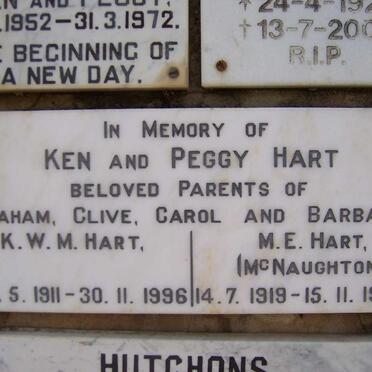 1952-31.3.1972.
BEGINNING OF
A NEW DAY.
24-4-192
†13-7-200
R.I.P.
IN MEMORY OF
KEN AND PEGGY HART
BELOVED PARENTS OF
AHAM, CLIVE, CAROL AND BARBA
K.W.M. HART,
M.E. HART,
(MCNAUGHTON
.5.1911-30.11.1996
14.7.1919-15.11.1
HUTCHONS